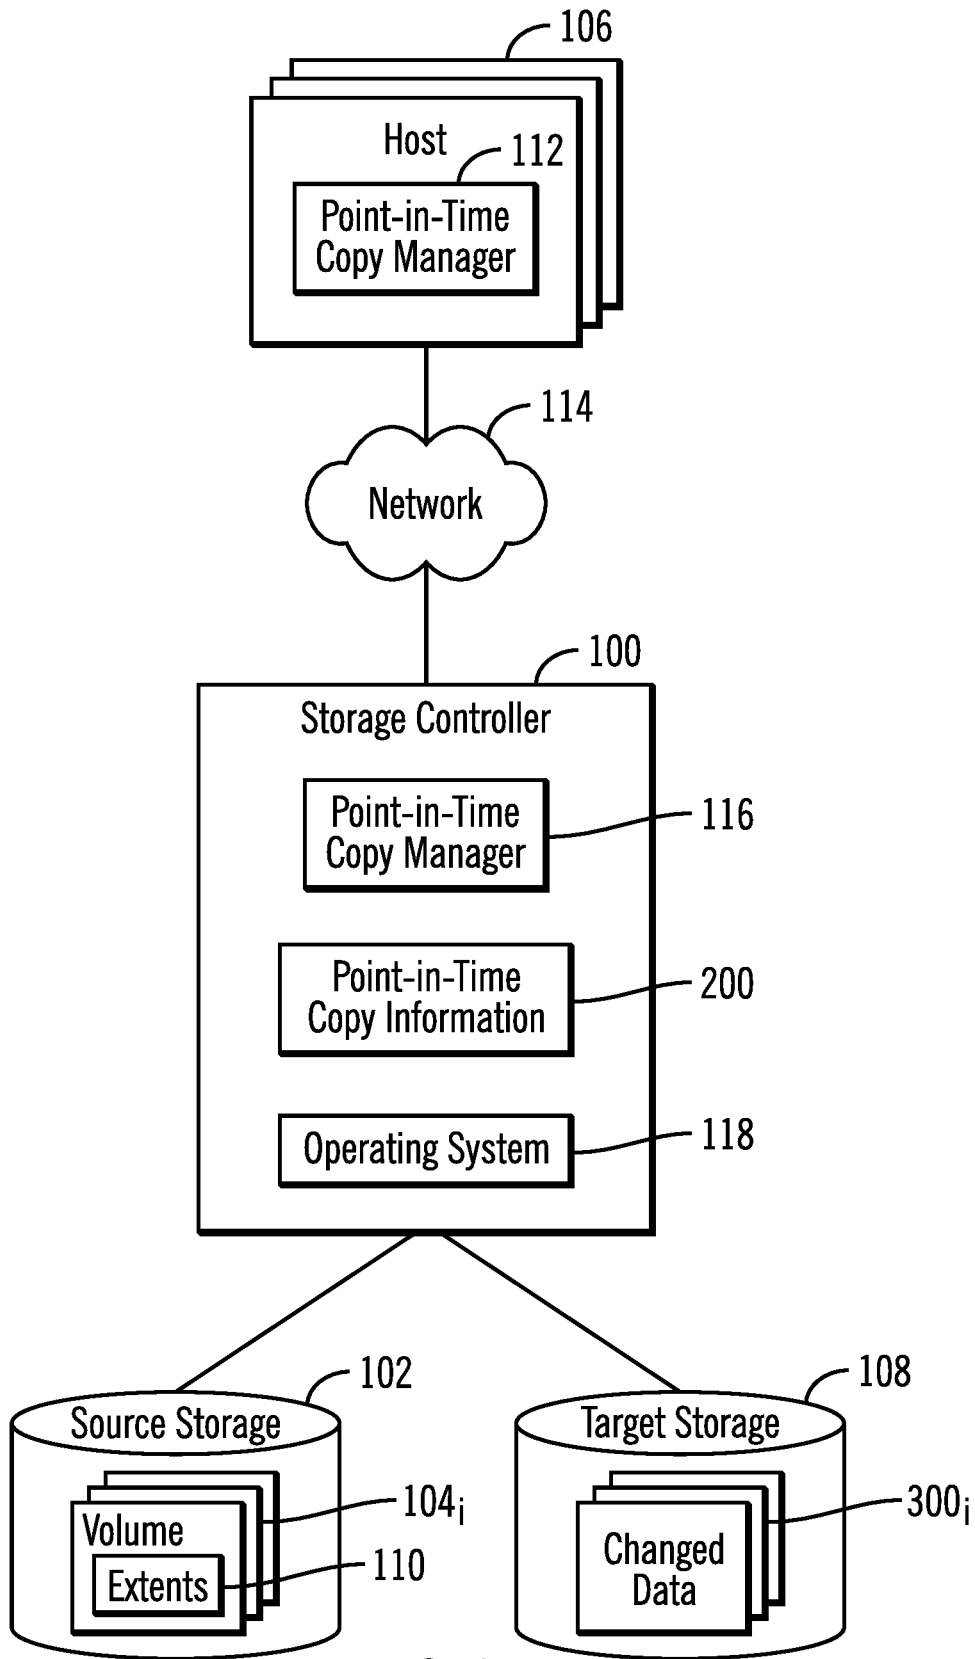 106
Host
112
Point-in-Time
Copy Manager
114
Network
100
Storage Controller
Point-in-Time
Copy Manager
116
Point-in-Time
Copy Information
200
Operating System
118
102
Source Storage
104i
Volume
Extents
110
108
Target Storage
300i
Changed
Data